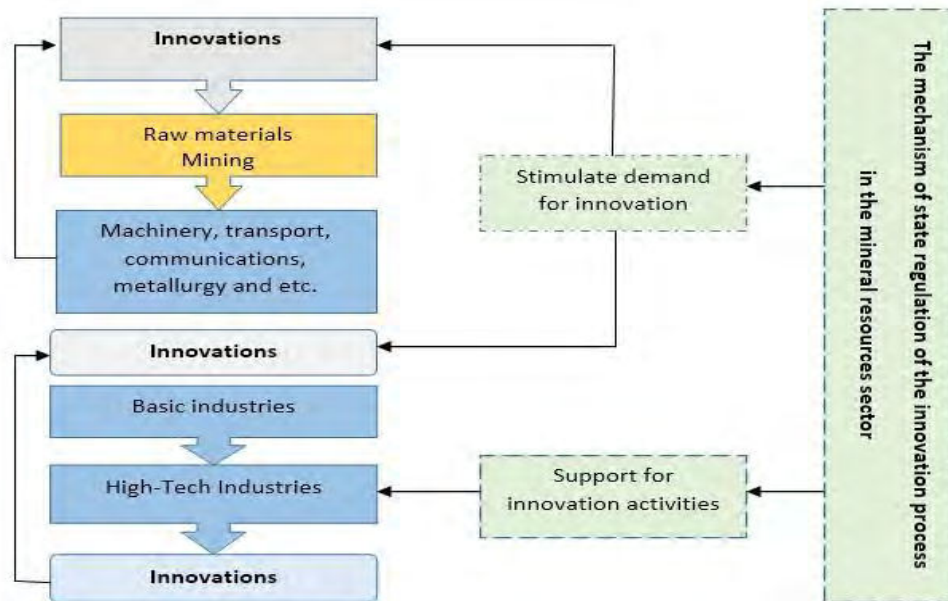 Innovations
Raw materials
Mining
Machinery, transport,
communications,
metallurgy and etc.
Innovations
Basic industries
High-Tech Industries
Innovations
Stimulate demand
for innovation
Support for
innovation activities
The mechanism of state regulation of the innovation process
in the mineral resources sector